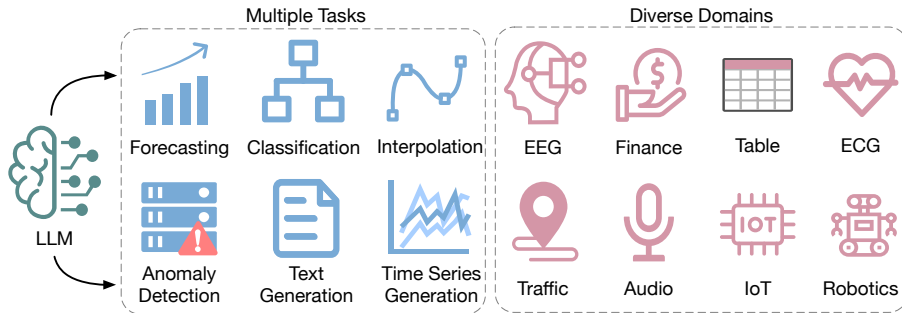 Multiple Tasks
Diverse Domains
LLM
Forecasting
Classification
Interpolation
Anomaly
Detection
Text
Generation
Time Series
Generation
EEG
Finance
Table
ECG
Traffic
Audio
IOT
IoT
Robotics